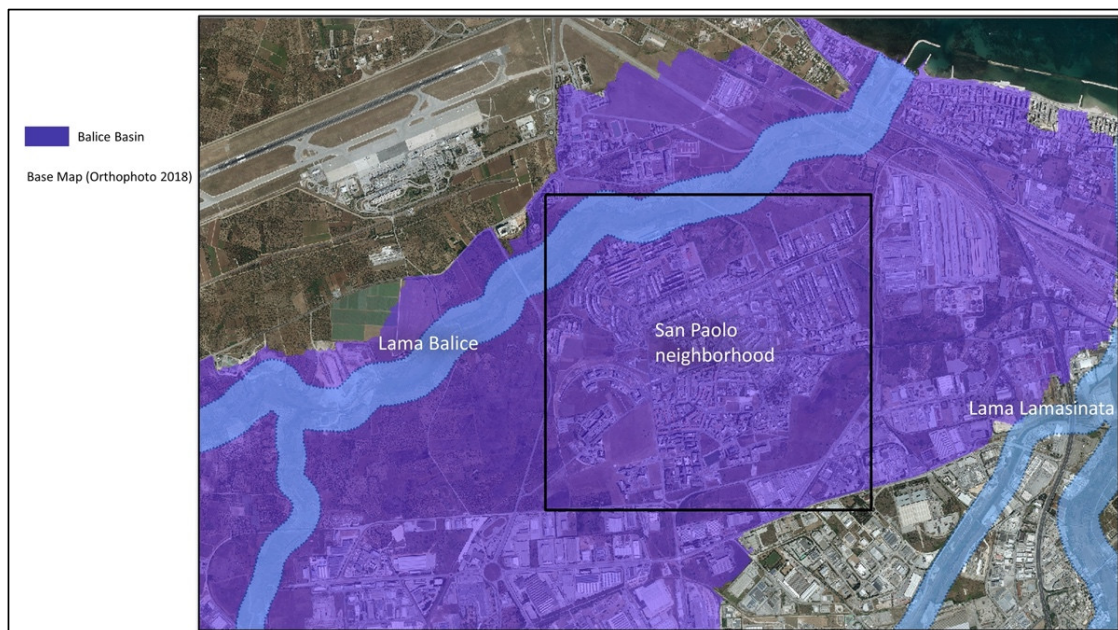 Balice Basin
Base Map (Orthophoto 2018)
Lama Balice
San Paolo
neighborhood
Lama Lamasinata